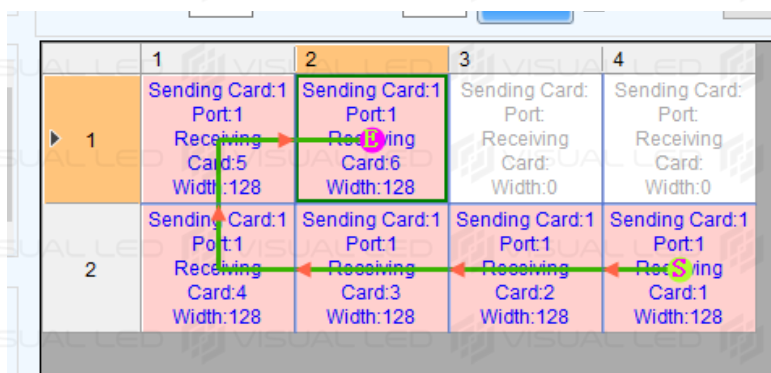 1 2 3 4
Sending Card:1 Sending Card:1 Sending Card: Sending Card:
Port:1 Port:1 Port: Port:
1 Receiving Receiving Receiving Receiving
E
Card:5 Card:6 Card: Card:
Width:128 Width:128 Width:0 Width:0
Sending Card:1 Sending Card:1 Sending Card:1 Sending Card:1
Port:1 Port:1 Port:1 Port:1
2 Receiving Receiving Receiving Receiving
S
Card:4 Card:3 Card:2 Card:1
Width:128 Width:128 Width:128 Width:128
VISUAL LED